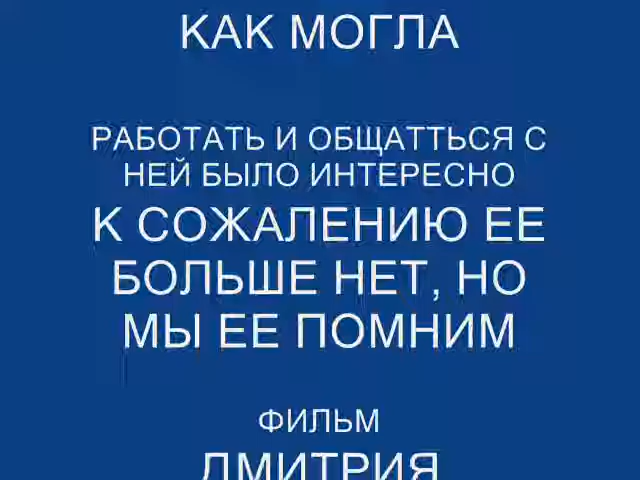 КАК МОГЛА
РАБОТАТЬ И ОБЩАТТЬСЯ С
НЕЙ БЫЛО ИНТЕРЕСНО
К СОЖАЛЕНИЮ ЕЕ
БОЛЬШЕ НЕТ, НО
МЫ ЕЕ ПОМНИМ
ФИЛЬМ
ДМИТРИЯ